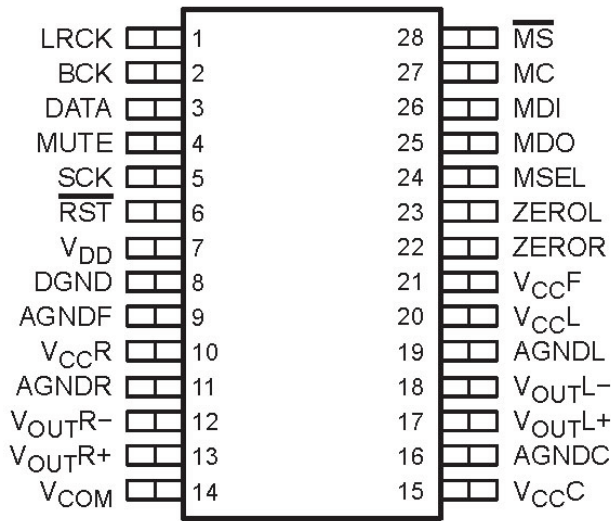 LRCK 1 28 M̅S̅
BCK 2 27 MC
DATA 3 26 MDI
MUTE 4 25 MDO
SCK 5 24 MSEL
R̅S̅T̅ 6 23 ZEROL
VDD 7 22 ZEROR
DGND 8 21 VCCF
AGNDF 9 20 VCCL
VCCR 10 19 AGNDL
AGNDR 11 18 VOUTL−
VOUTR− 12 17 VOUTL+
VOUTR+ 13 16 AGNDC
VCOM 14 15 VCCC